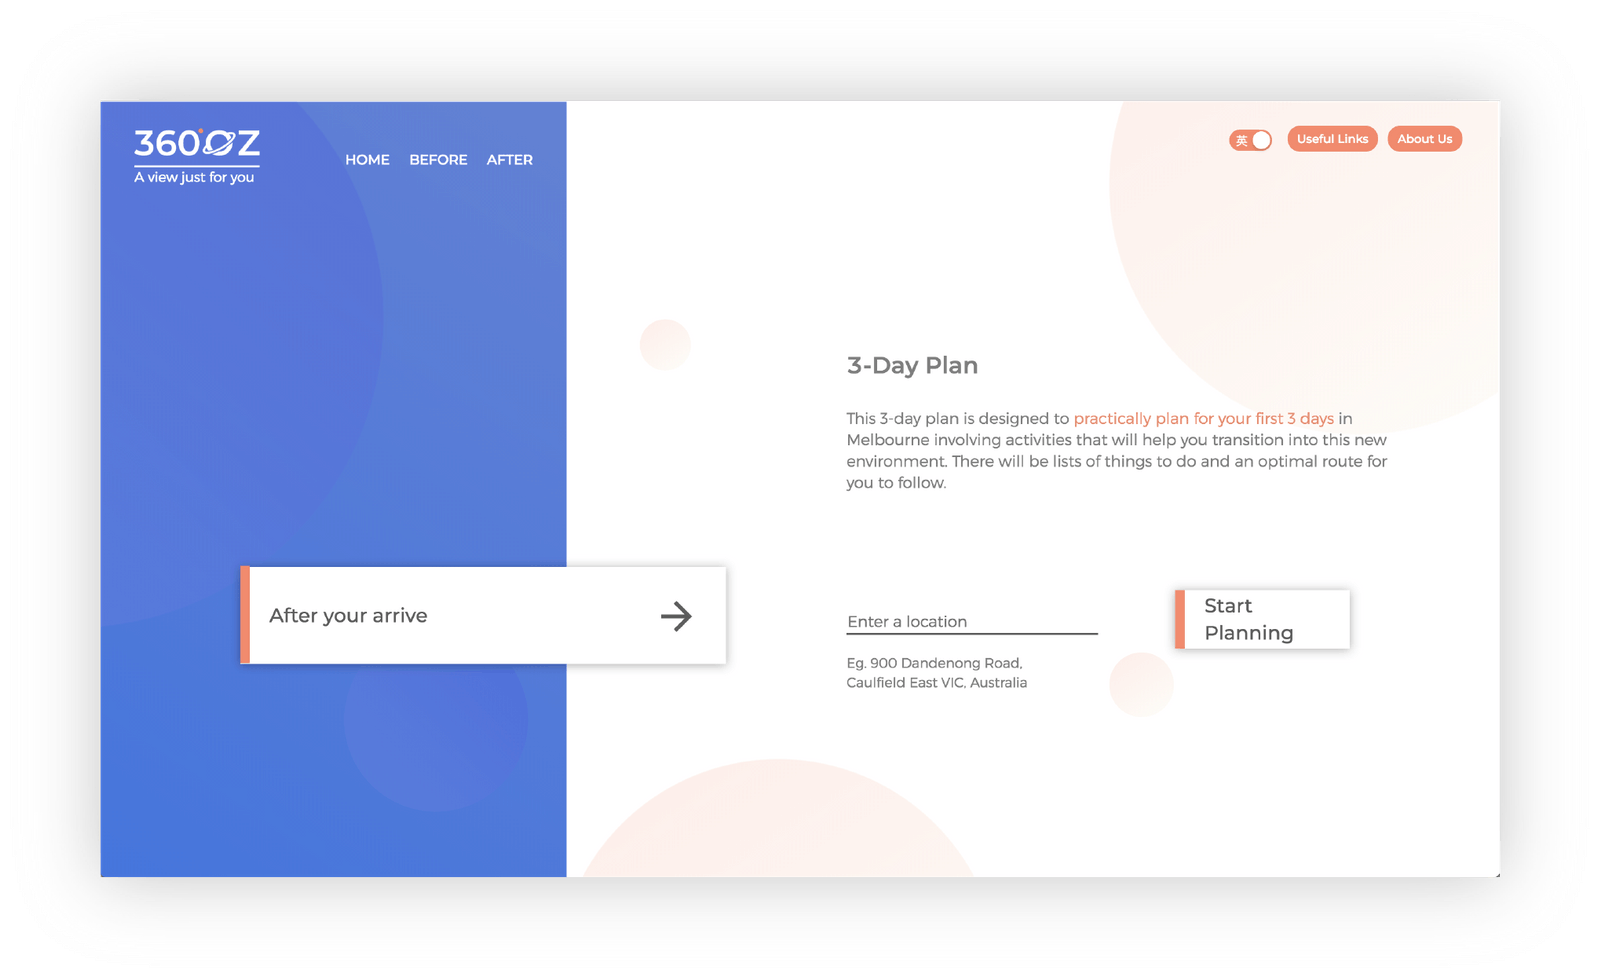 360°OZ
A view just for you
HOME BEFORE AFTER
英 Useful Links About Us
3-Day Plan
This 3-day plan is designed to practically plan for your first 3 days in
Melbourne involving activities that will help you transition into this new
environment. There will be lists of things to do and an optimal route for
you to follow.
After your arrive
Enter a location
Eg. 900 Dandenong Road,
Caulfield East VIC, Australia
Start
Planning